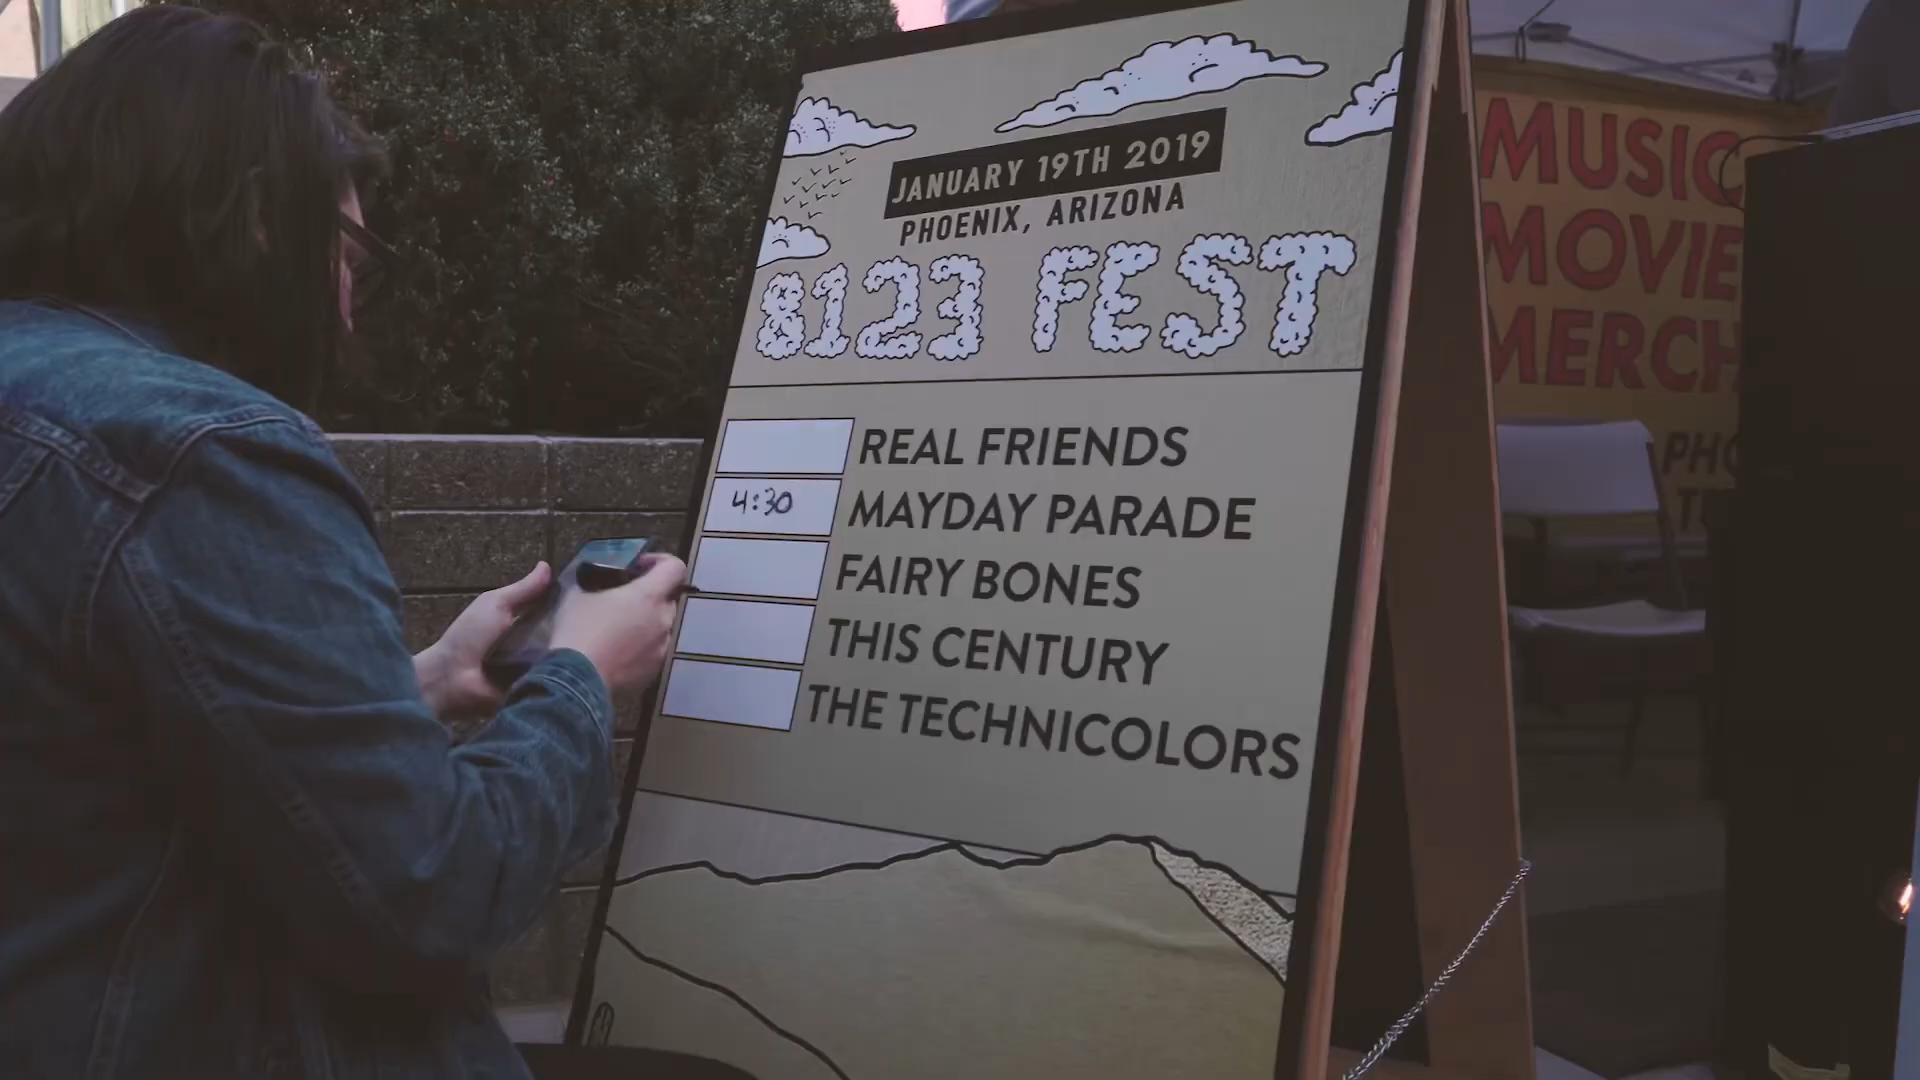 JANUARY 19TH 2019
PHOENIX, ARIZONA
8123 FEST
REAL FRIENDS
4:30 MAYDAY PARADE
FAIRY BONES
THIS CENTURY
THE TECHNICOLORS
MUSIC
MOVIE
MERCH